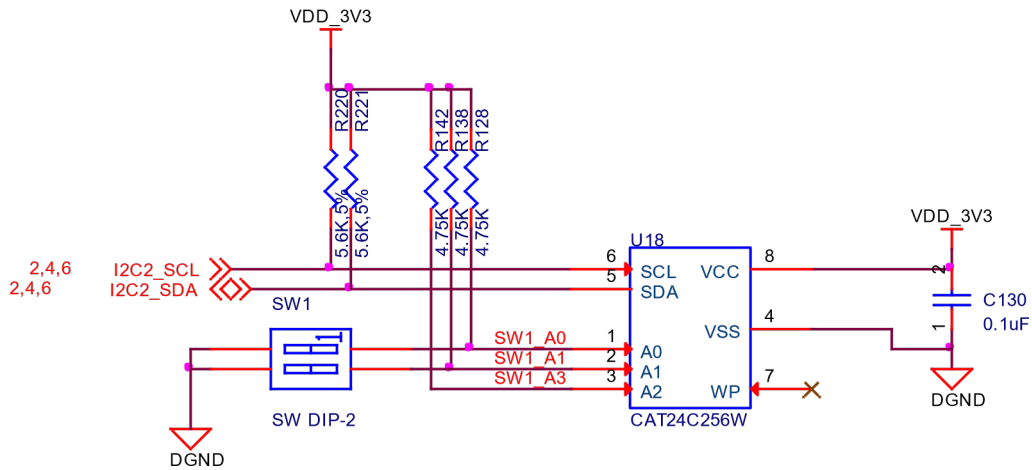 VDD_3V3
R220
R221
R142
R138
R128
5.6K,5%
5.6K,5%
4.75K
4.75K
4.75K
VDD_3V3
U18
2,4,6 I2C2_SCL 6 SCL VCC 8
2,4,6 I2C2_SDA 5 SDA
2
C130
0.1uF
1
SW1
1
SW1_A0 1 A0 VSS 4
SW1_A1 2 A1
SW1_A3 3 A2 WP 7
SW DIP-2
CAT24C256W
DGND
DGND